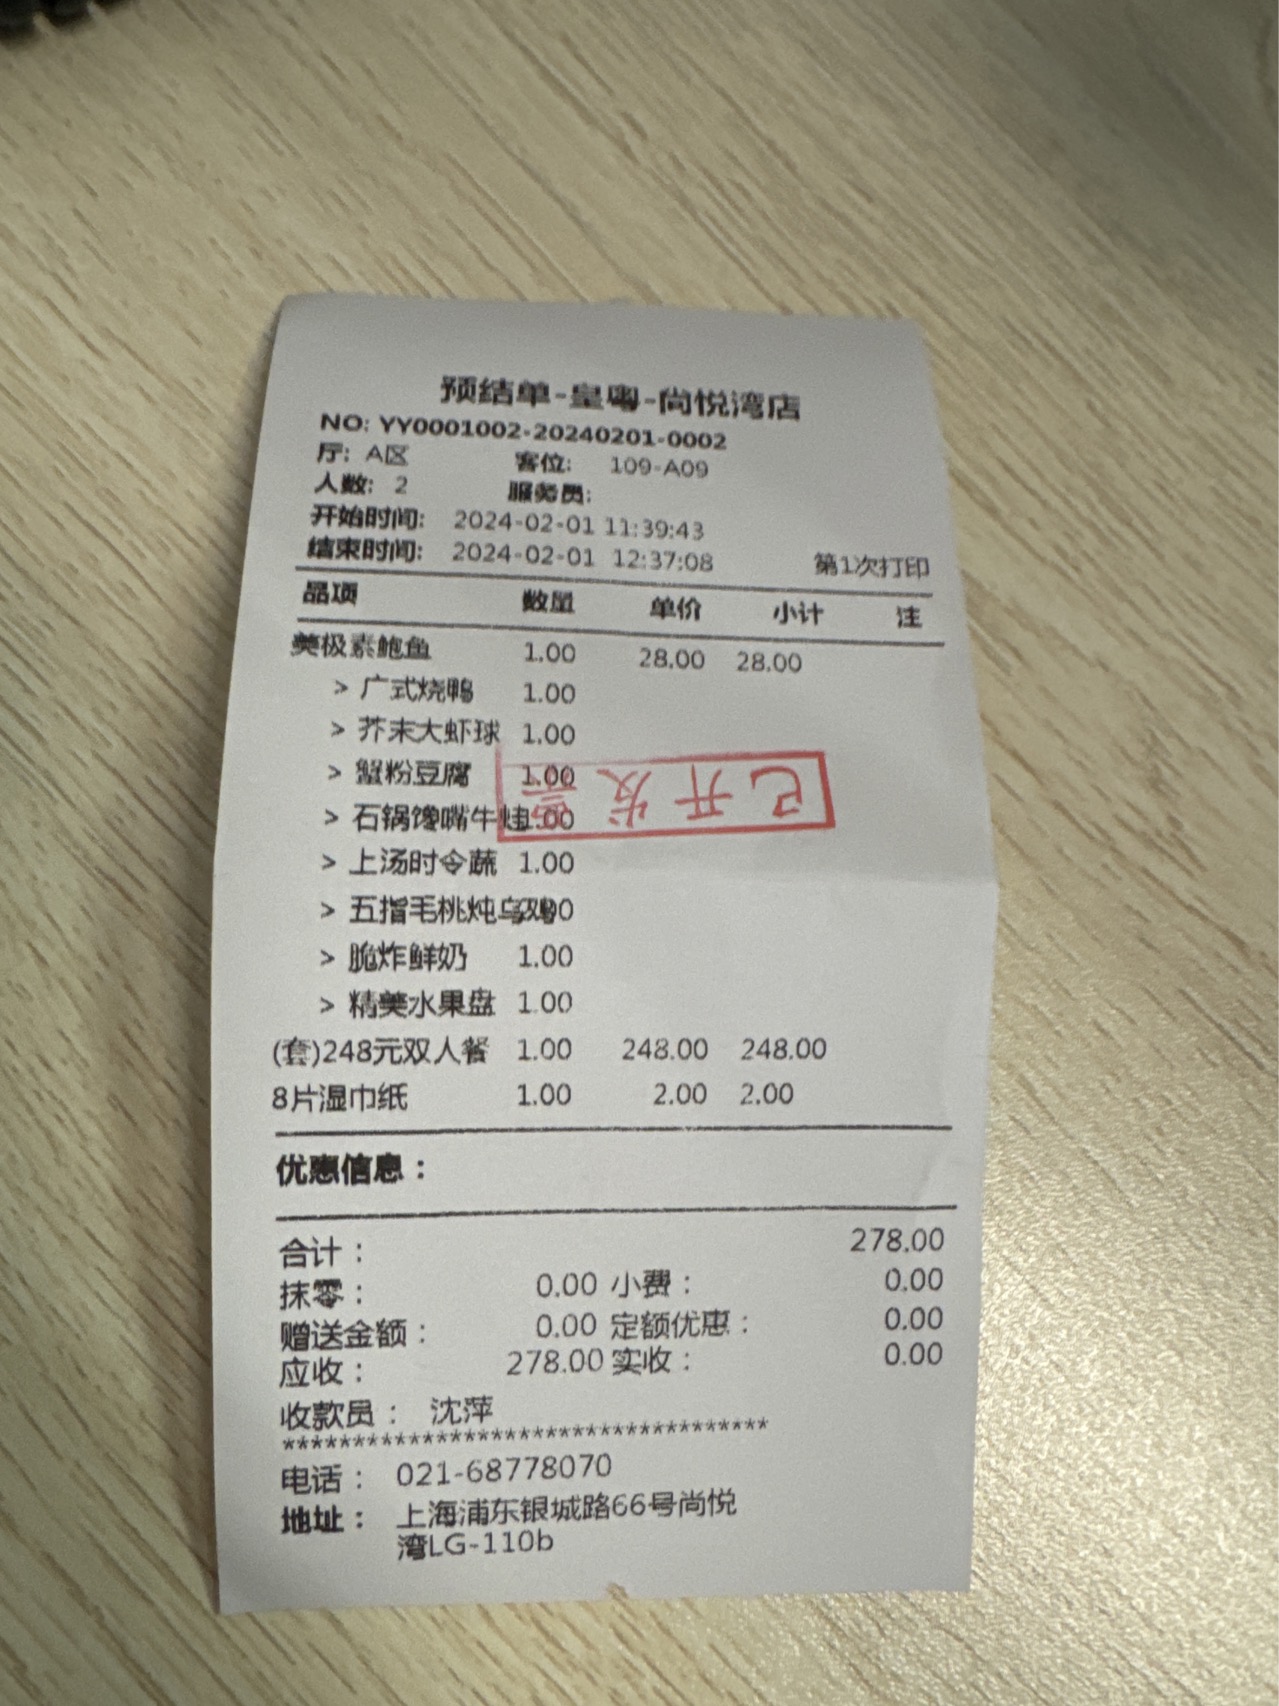 预结单-皇粤-尚悦湾店
NO: YY0001002-20240201-0002
厅: A区 客位: 109-A09
人数: 2 服务员:
开始时间: 2024-02-01 11:39:43
结束时间: 2024-02-01 12:37:08 第1次打印
品项 数量 单价 小计 注
美极素鲍鱼 1.00 28.00 28.00
> 广式烧鸭 1.00
> 芥末大虾球 1.00
> 蟹粉豆腐 1.00
已开发票
> 石锅馋嘴牛蛙 1.00
> 上汤时令蔬 1.00
> 五指毛桃炖乌鸡
> 脆炸鲜奶 1.00
> 精美水果盘 1.00
(套)248元双人餐 1.00 248.00 248.00
8片湿巾纸 1.00 2.00 2.00
优惠信息：
合计： 278.00
抹零： 0.00 小费： 0.00
赠送金额： 0.00 定额优惠： 0.00
应收： 278.00 实收： 0.00
收款员： 沈萍
***********************************
电话： 021-68778070
地址： 上海浦东银城路66号尚悦
湾LG-110b